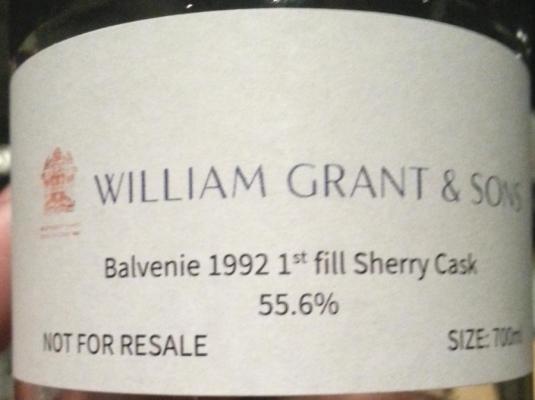 WILLIAM GRANT & SONS
Balvenie 1992 1st fill Sherry Cask
55.6%
NOT FOR RESALE SIZE: 700ml